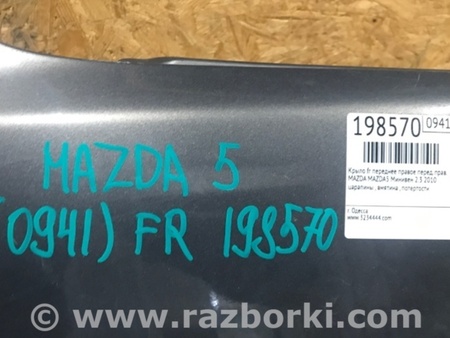 MAZDA 5
(0941) FR 198570
198570 0941
Крыло fr переднее правое перед. прав.
MAZDA MAZDA5 Минивен 2.5 2010
царапины , вмятина , потертости
г. Одесса
www.3234444.com
© www.razborki.com